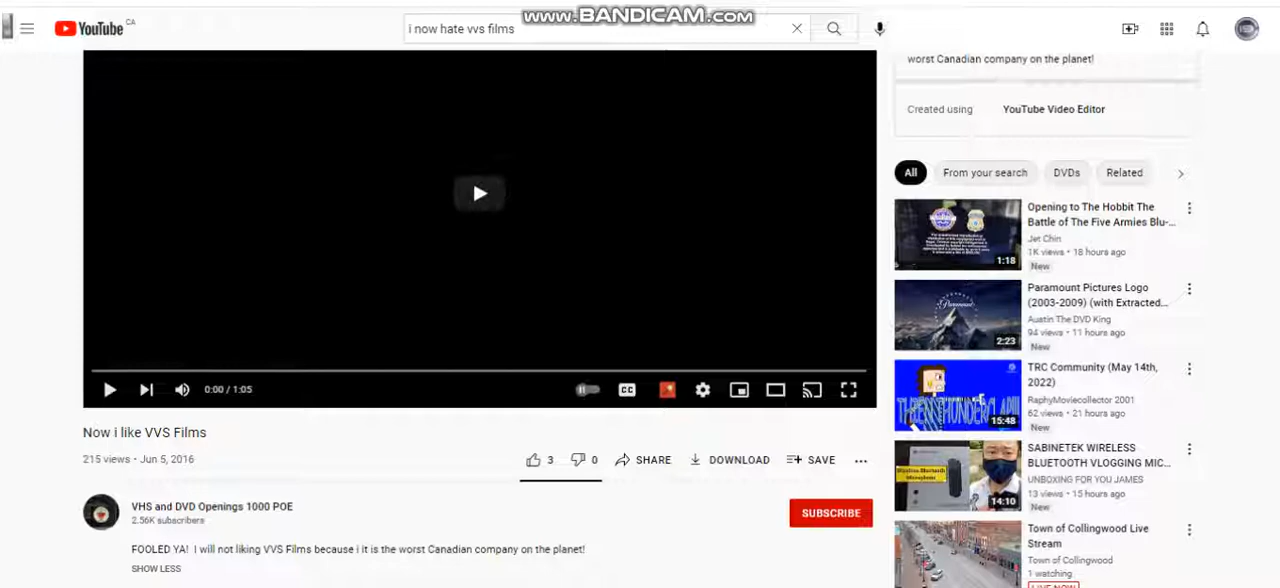 www.BANDICAM.com
YouTube CA
i now hate vvs films
worst Canadian company on the planet!
Created using YouTube Video Editor
All From your search DVDs Related
Opening to The Hobbit The
Battle of The Five Armies Blu-...
Jet Chin
1K views • 18 hours ago
New
1:18
Paramount Pictures Logo
(2003-2009) (with Extracted...
Austin The DVD King
94 views • 11 hours ago
New
Paramount
2:23
TRC Community (May 14th,
2022)
RaphyMoviecollector 2001
62 views • 21 hours ago
New
15:48
SABINETEK WIRELESS
BLUETOOTH VLOGGING MIC...
UNBOXING FOR YOU JAMES
13 views • 15 hours ago
New
14:10
Town of Collingwood Live
Stream
Town of Collingwood
1 watching
LIVE NOW
0:00 / 1:05
CC
Now i like VVS Films
215 views • Jun 5, 2016
3 0 SHARE DOWNLOAD SAVE
VHS and DVD Openings 1000 POE
2.56K subscribers
SUBSCRIBE
FOOLED YA! I will not liking VVS Films because i it is the worst Canadian company on the planet!
SHOW LESS